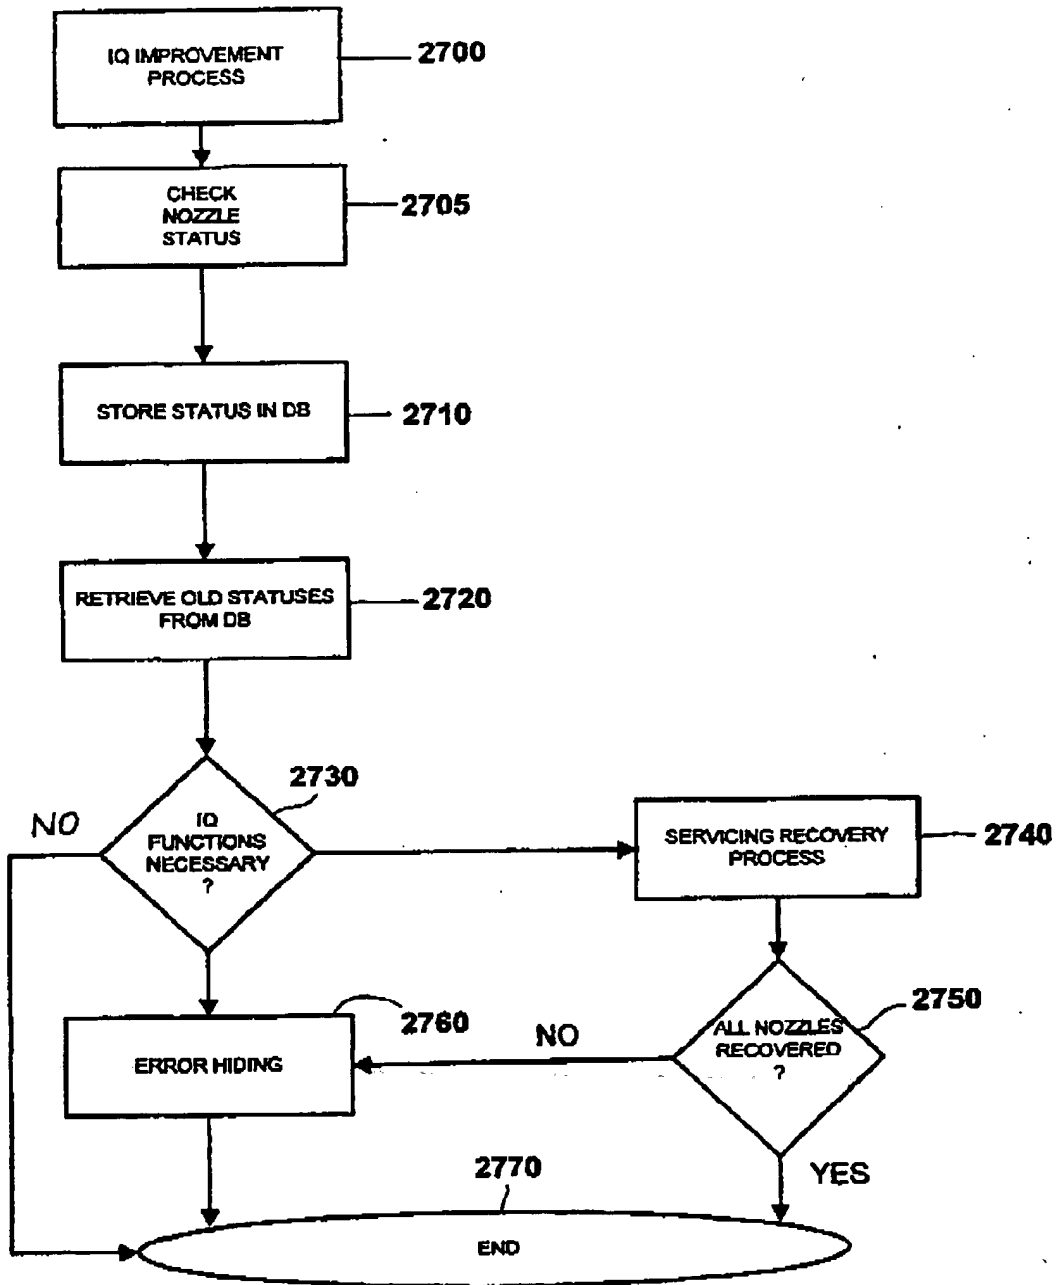 IQ IMPROVEMENT
PROCESS
2700
CHECK
NOZZLE
STATUS
2705
STORE STATUS IN DB
2710
RETRIEVE OLD STATUSES
FROM DB
2720
2730
IQ
FUNCTIONS
NECESSARY
?
NO
SERVICING RECOVERY
PROCESS
2740
2750
ALL NOZZLES
RECOVERED
?
NO
2760
ERROR HIDING
YES
2770
END